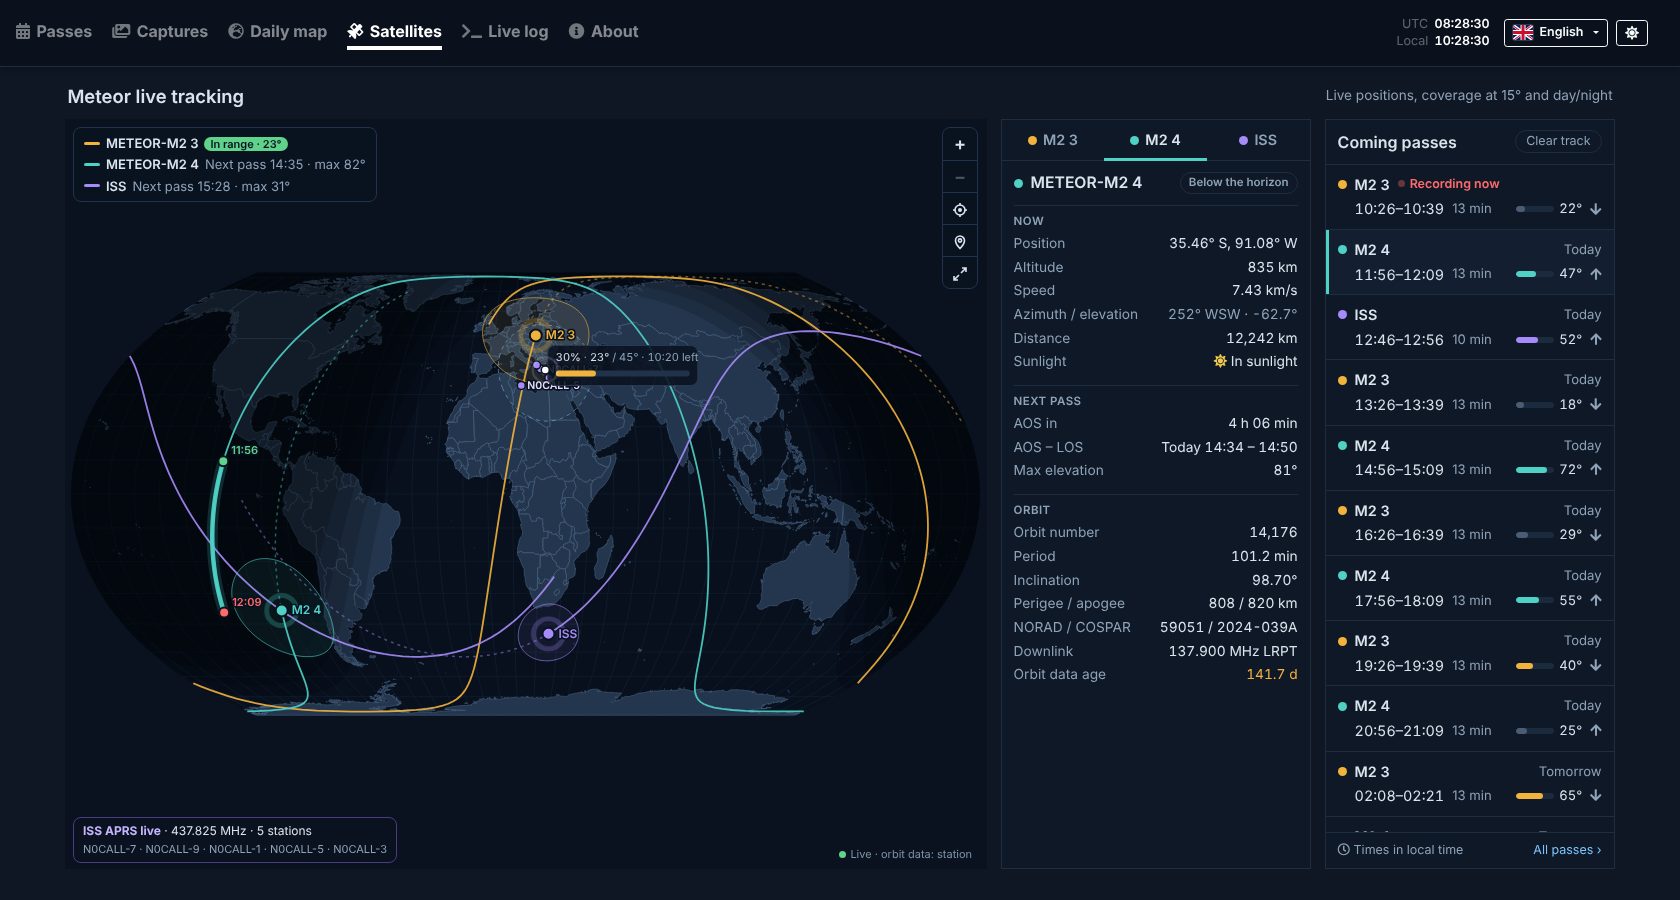 Passes Captures Daily map Satellites Live log About
UTC 08:28:30
Local 10:28:30
English
Meteor live tracking
Live positions, coverage at 15° and day/night
METEOR-M2 3 In range · 23°
METEOR-M2 4 Next pass 14:35 · max 82°
ISS Next pass 15:28 · max 31°
+
−
M2 3
30% · 23° / 45° · 10:20 left
11:56
12:09
M2 4
ISS
ISS APRS live · 437.825 MHz · 5 stations
N0CALL-7 · N0CALL-9 · N0CALL-1 · N0CALL-5 · N0CALL-3
Live · orbit data: station
M2 3 M2 4 ISS
METEOR-M2 4 Below the horizon
NOW
Position 35.46° S, 91.08° W
Altitude 835 km
Speed 7.43 km/s
Azimuth / elevation 252° WSW · -62.7°
Distance 12,242 km
Sunlight In sunlight
NEXT PASS
AOS in 4 h 06 min
AOS – LOS Today 14:34 – 14:50
Max elevation 81°
ORBIT
Orbit number 14,176
Period 101.2 min
Inclination 98.70°
Perigee / apogee 808 / 820 km
NORAD / COSPAR 59051 / 2024-039A
Downlink 137.900 MHz LRPT
Orbit data age 141.7 d
Coming passes Clear track
M2 3 Recording now
10:26–10:39 13 min 22° ↓
M2 4 Today
11:56–12:09 13 min 47° ↑
ISS Today
12:46–12:56 10 min 52° ↑
M2 3 Today
13:26–13:39 13 min 18° ↓
M2 4 Today
14:56–15:09 13 min 72° ↑
M2 3 Today
16:26–16:39 13 min 29° ↓
M2 4 Today
17:56–18:09 13 min 55° ↑
M2 3 Today
19:26–19:39 13 min 40° ↓
M2 4 Today
20:56–21:09 13 min 25° ↑
M2 3 Tomorrow
02:08–02:21 13 min 65° ↓
Times in local time All passes ›